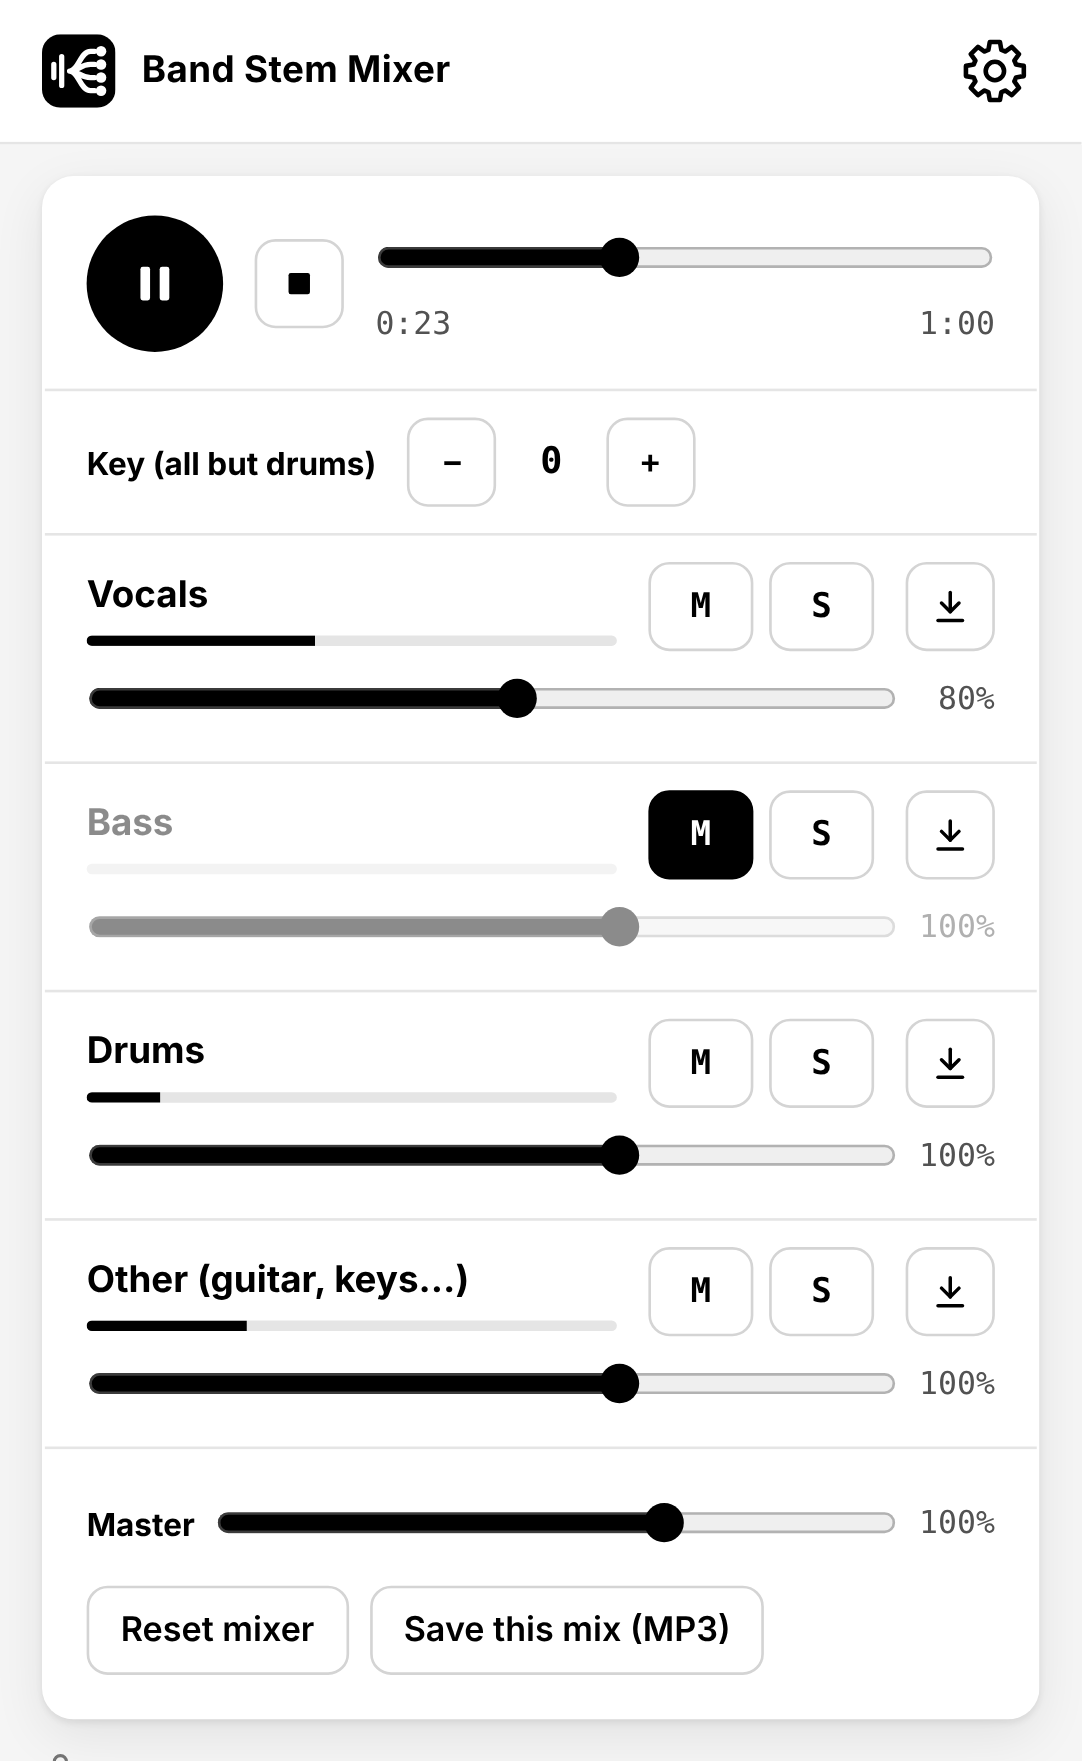 Band Stem Mixer
0:23 1:00
Key (all but drums) − 0 +
Vocals M S
80%
Bass M S
100%
Drums M S
100%
Other (guitar, keys…) M S
100%
Master 100%
Reset mixer Save this mix (MP3)